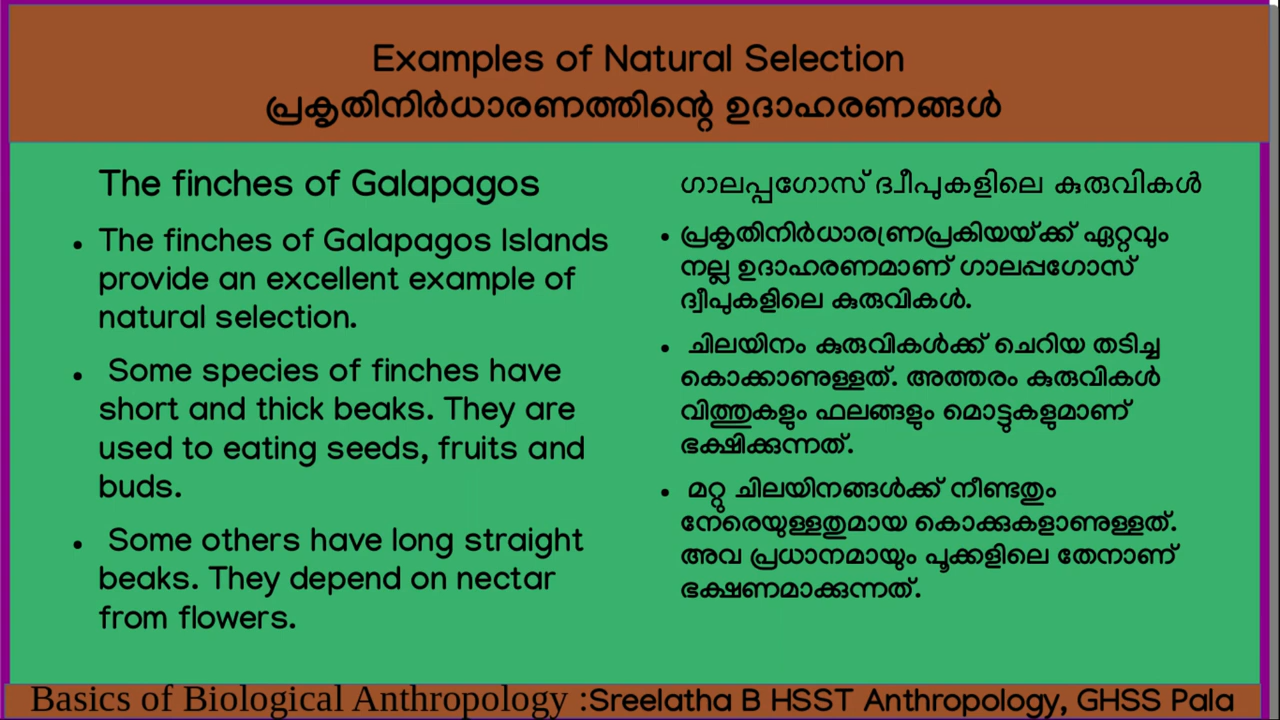 Examples of Natural Selection
പ്രകൃതിനിർധാരണത്തിന്റെ ഉദാഹരണങ്ങൾ
The finches of Galapagos
• The finches of Galapagos Islands
provide an excellent example of
natural selection.
• Some species of finches have
short and thick beaks. They are
used to eating seeds, fruits and
buds.
• Some others have long straight
beaks. They depend on nectar
from flowers.
ഗാലപ്പഗോസ് ദ്വീപുകളിലെ കുരുവികൾ
• പ്രകൃതിനിർധാരണ്രപ്രകിയയ്ക്ക് ഏറ്റവും
നല്ല ഉദാഹരണമാണ് ഗാലപ്പഗോസ്
ദ്വീപുകളിലെ കുരുവികൾ.
• ചിലയിനം കുരുവികൾക്ക് ചെറിയ തടിച്ച
കൊക്കാണുള്ളത്. അത്തരം കുരുവികൾ
വിത്തുകളും ഫലങ്ങളും മൊട്ടുകളുമാണ്
ഭക്ഷിക്കുന്നത്.
• മറ്റു ചിലയിനങ്ങൾക്ക് നീണ്ടതും
നേരെയുള്ളതുമായ കൊക്കുകളാണുള്ളത്.
അവ പ്രധാനമായും പൂക്കളിലെ തേനാണ്
ഭക്ഷണമാക്കുന്നത്.
Basics of Biological Anthropology :Sreelatha B HSST Anthropology, GHSS Pala